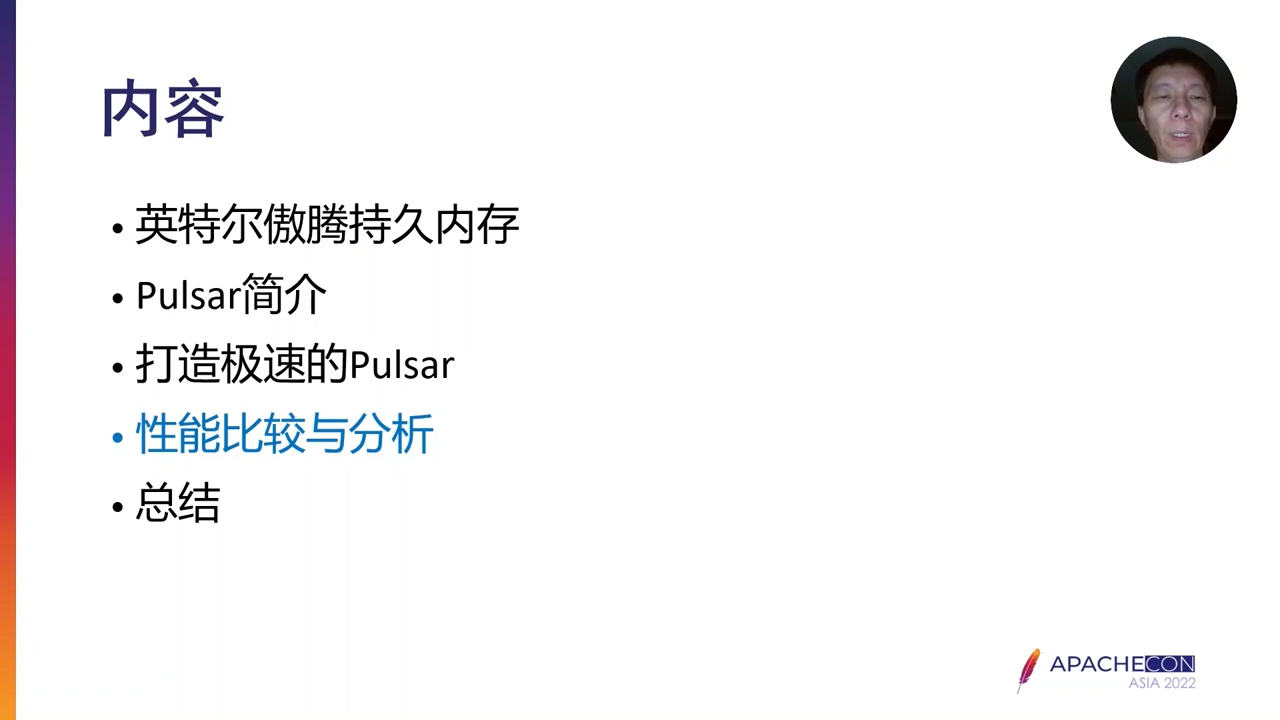 内容
• 英特尔傲腾持久内存
• Pulsar简介
• 打造极速的Pulsar
• 性能比较与分析
• 总结
APACHECON
ASIA 2022